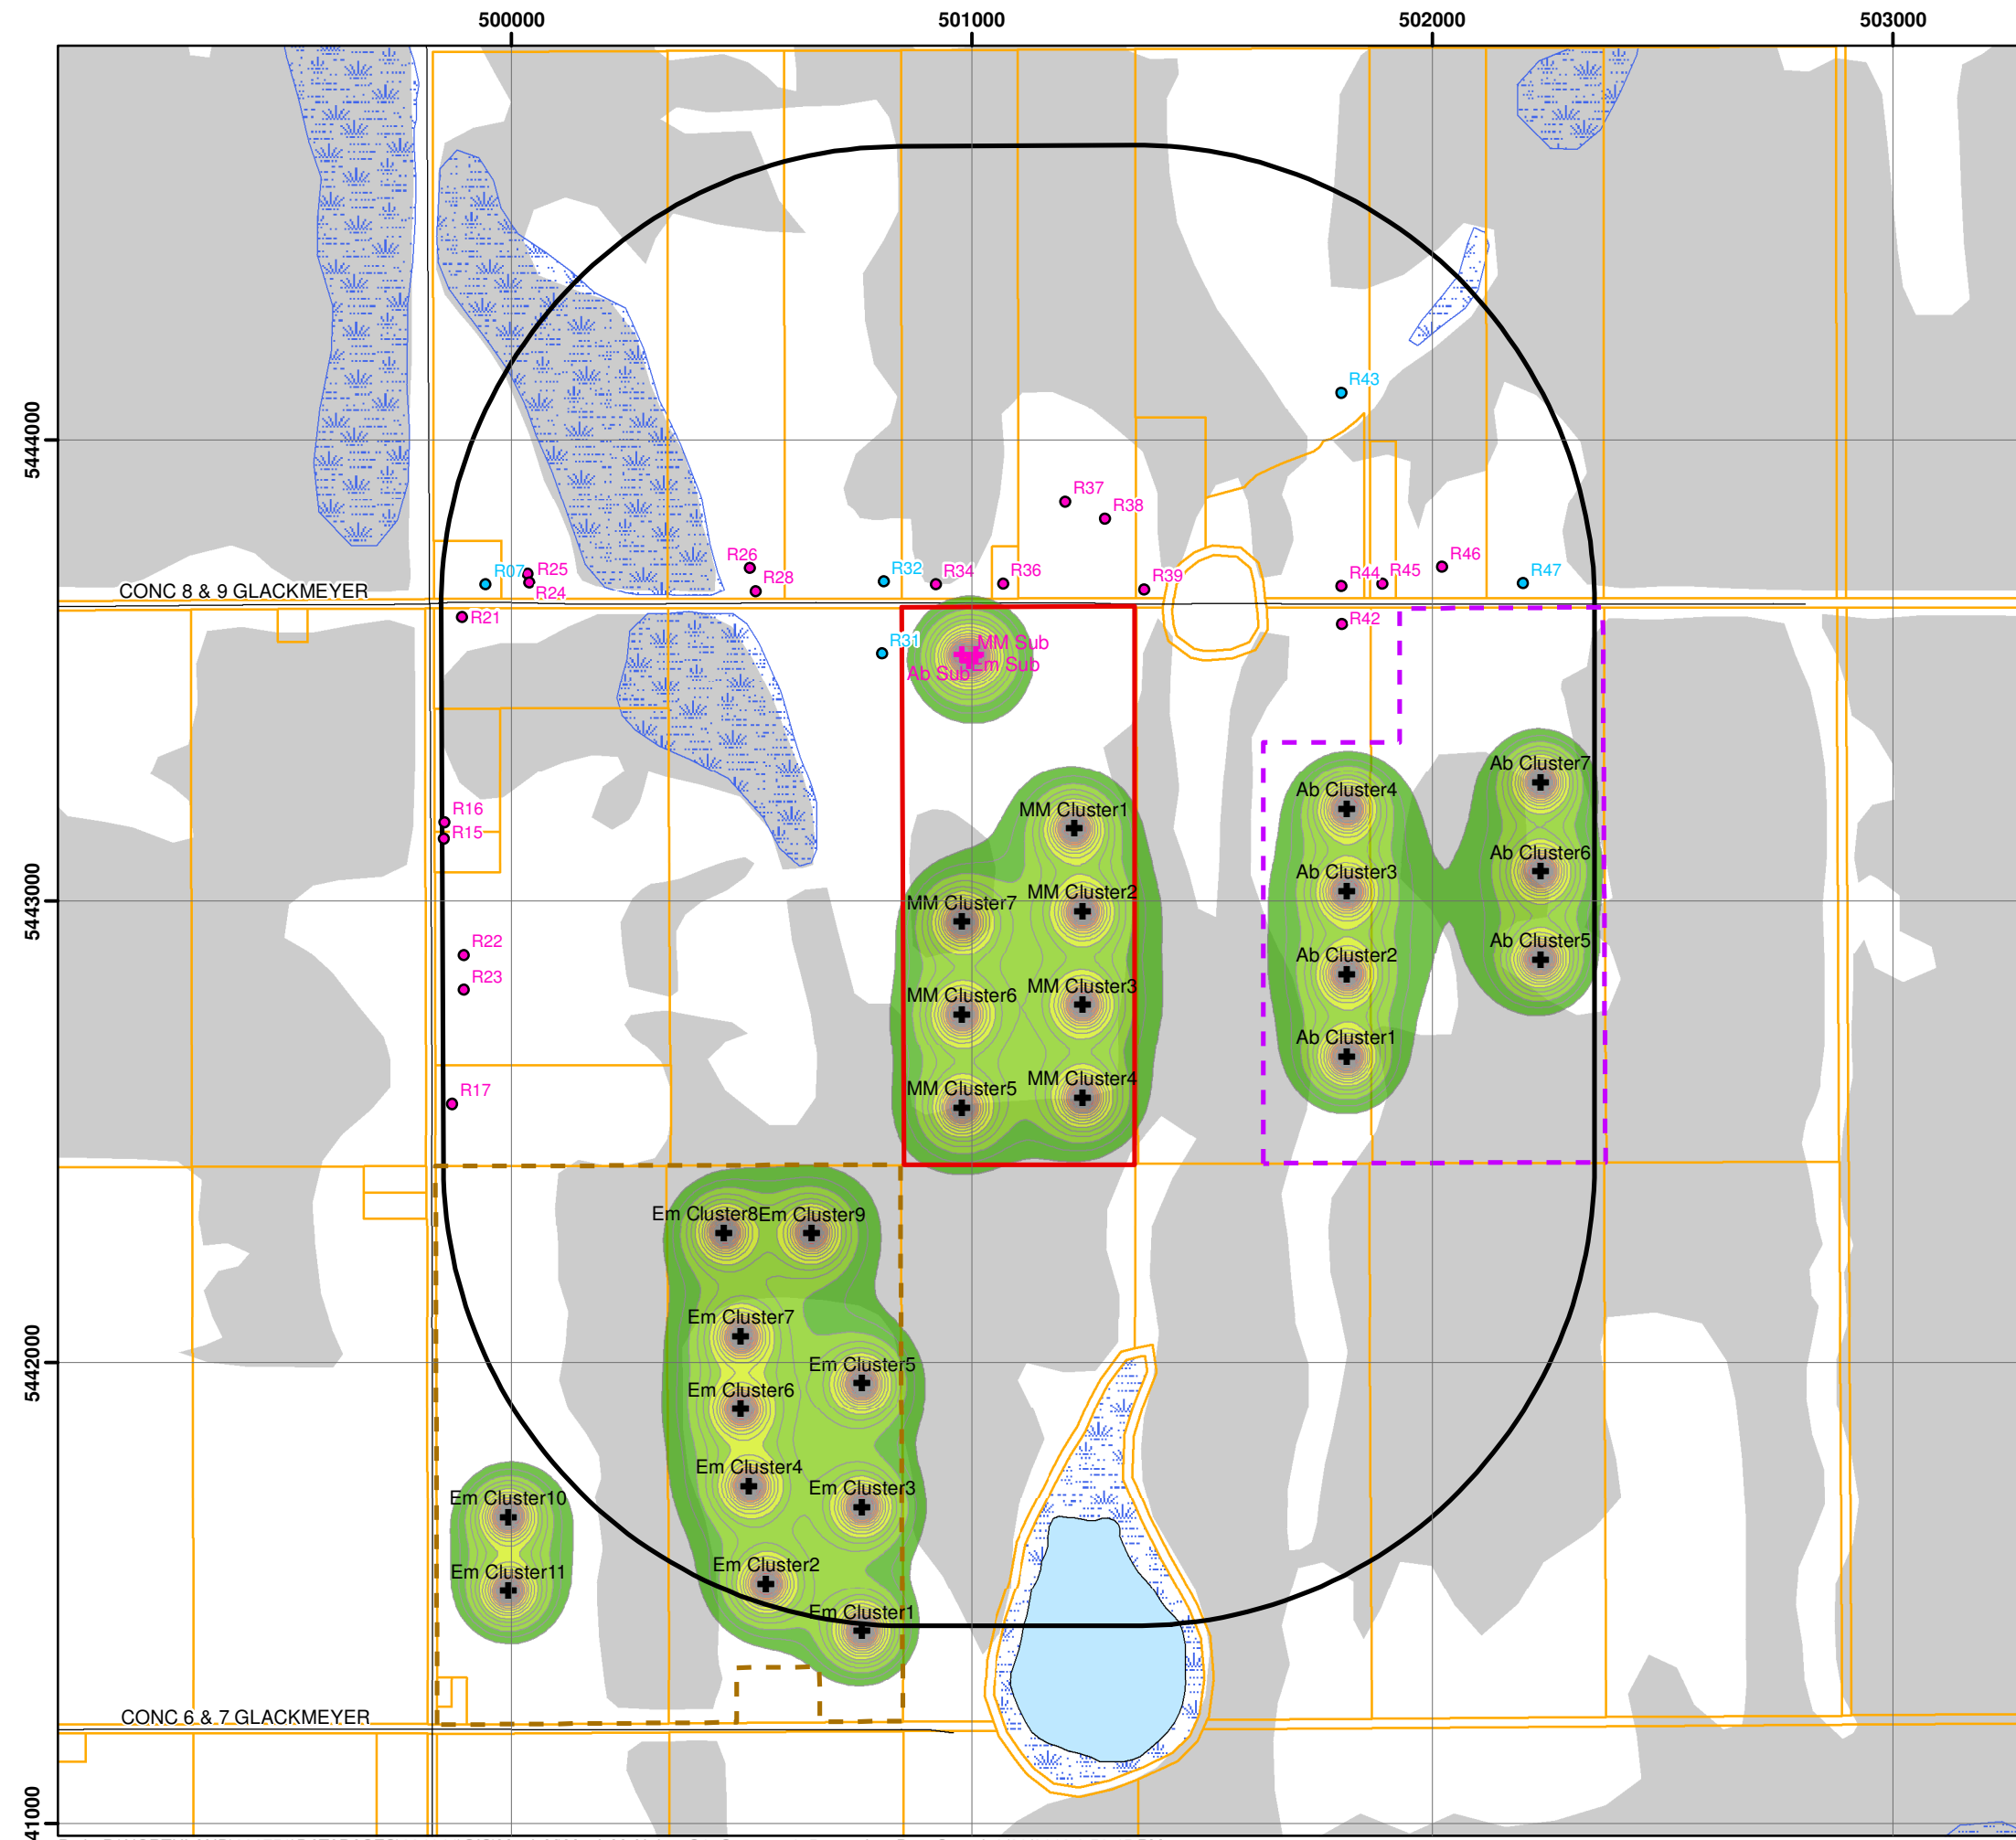 500000 501000 502000 503000
5444000
5443000
5442000
41000
R43
R37
R38
R07
R25
R24
R26
R28
R32
R34
R36
R39
R44
R45
R46
R47
CONC 8 & 9 GLACKMEYER
R21
R42
R31
MM Sub
Em Sub
Ab Sub
Ab Cluster7
Ab Cluster4
R16
MM Cluster1
R15
Ab Cluster6
Ab Cluster3
MM Cluster2
MM Cluster7
R22
Ab Cluster5
Ab Cluster2
R23
MM Cluster3
MM Cluster6
Ab Cluster1
R17
MM Cluster4
MM Cluster5
Em Cluster8
Em Cluster9
Em Cluster7
Em Cluster5
Em Cluster6
Em Cluster4
Em Cluster3
Em Cluster10
Em Cluster2
Em Cluster11
Em Cluster1
CONC 6 & 7 GLACKMEYER